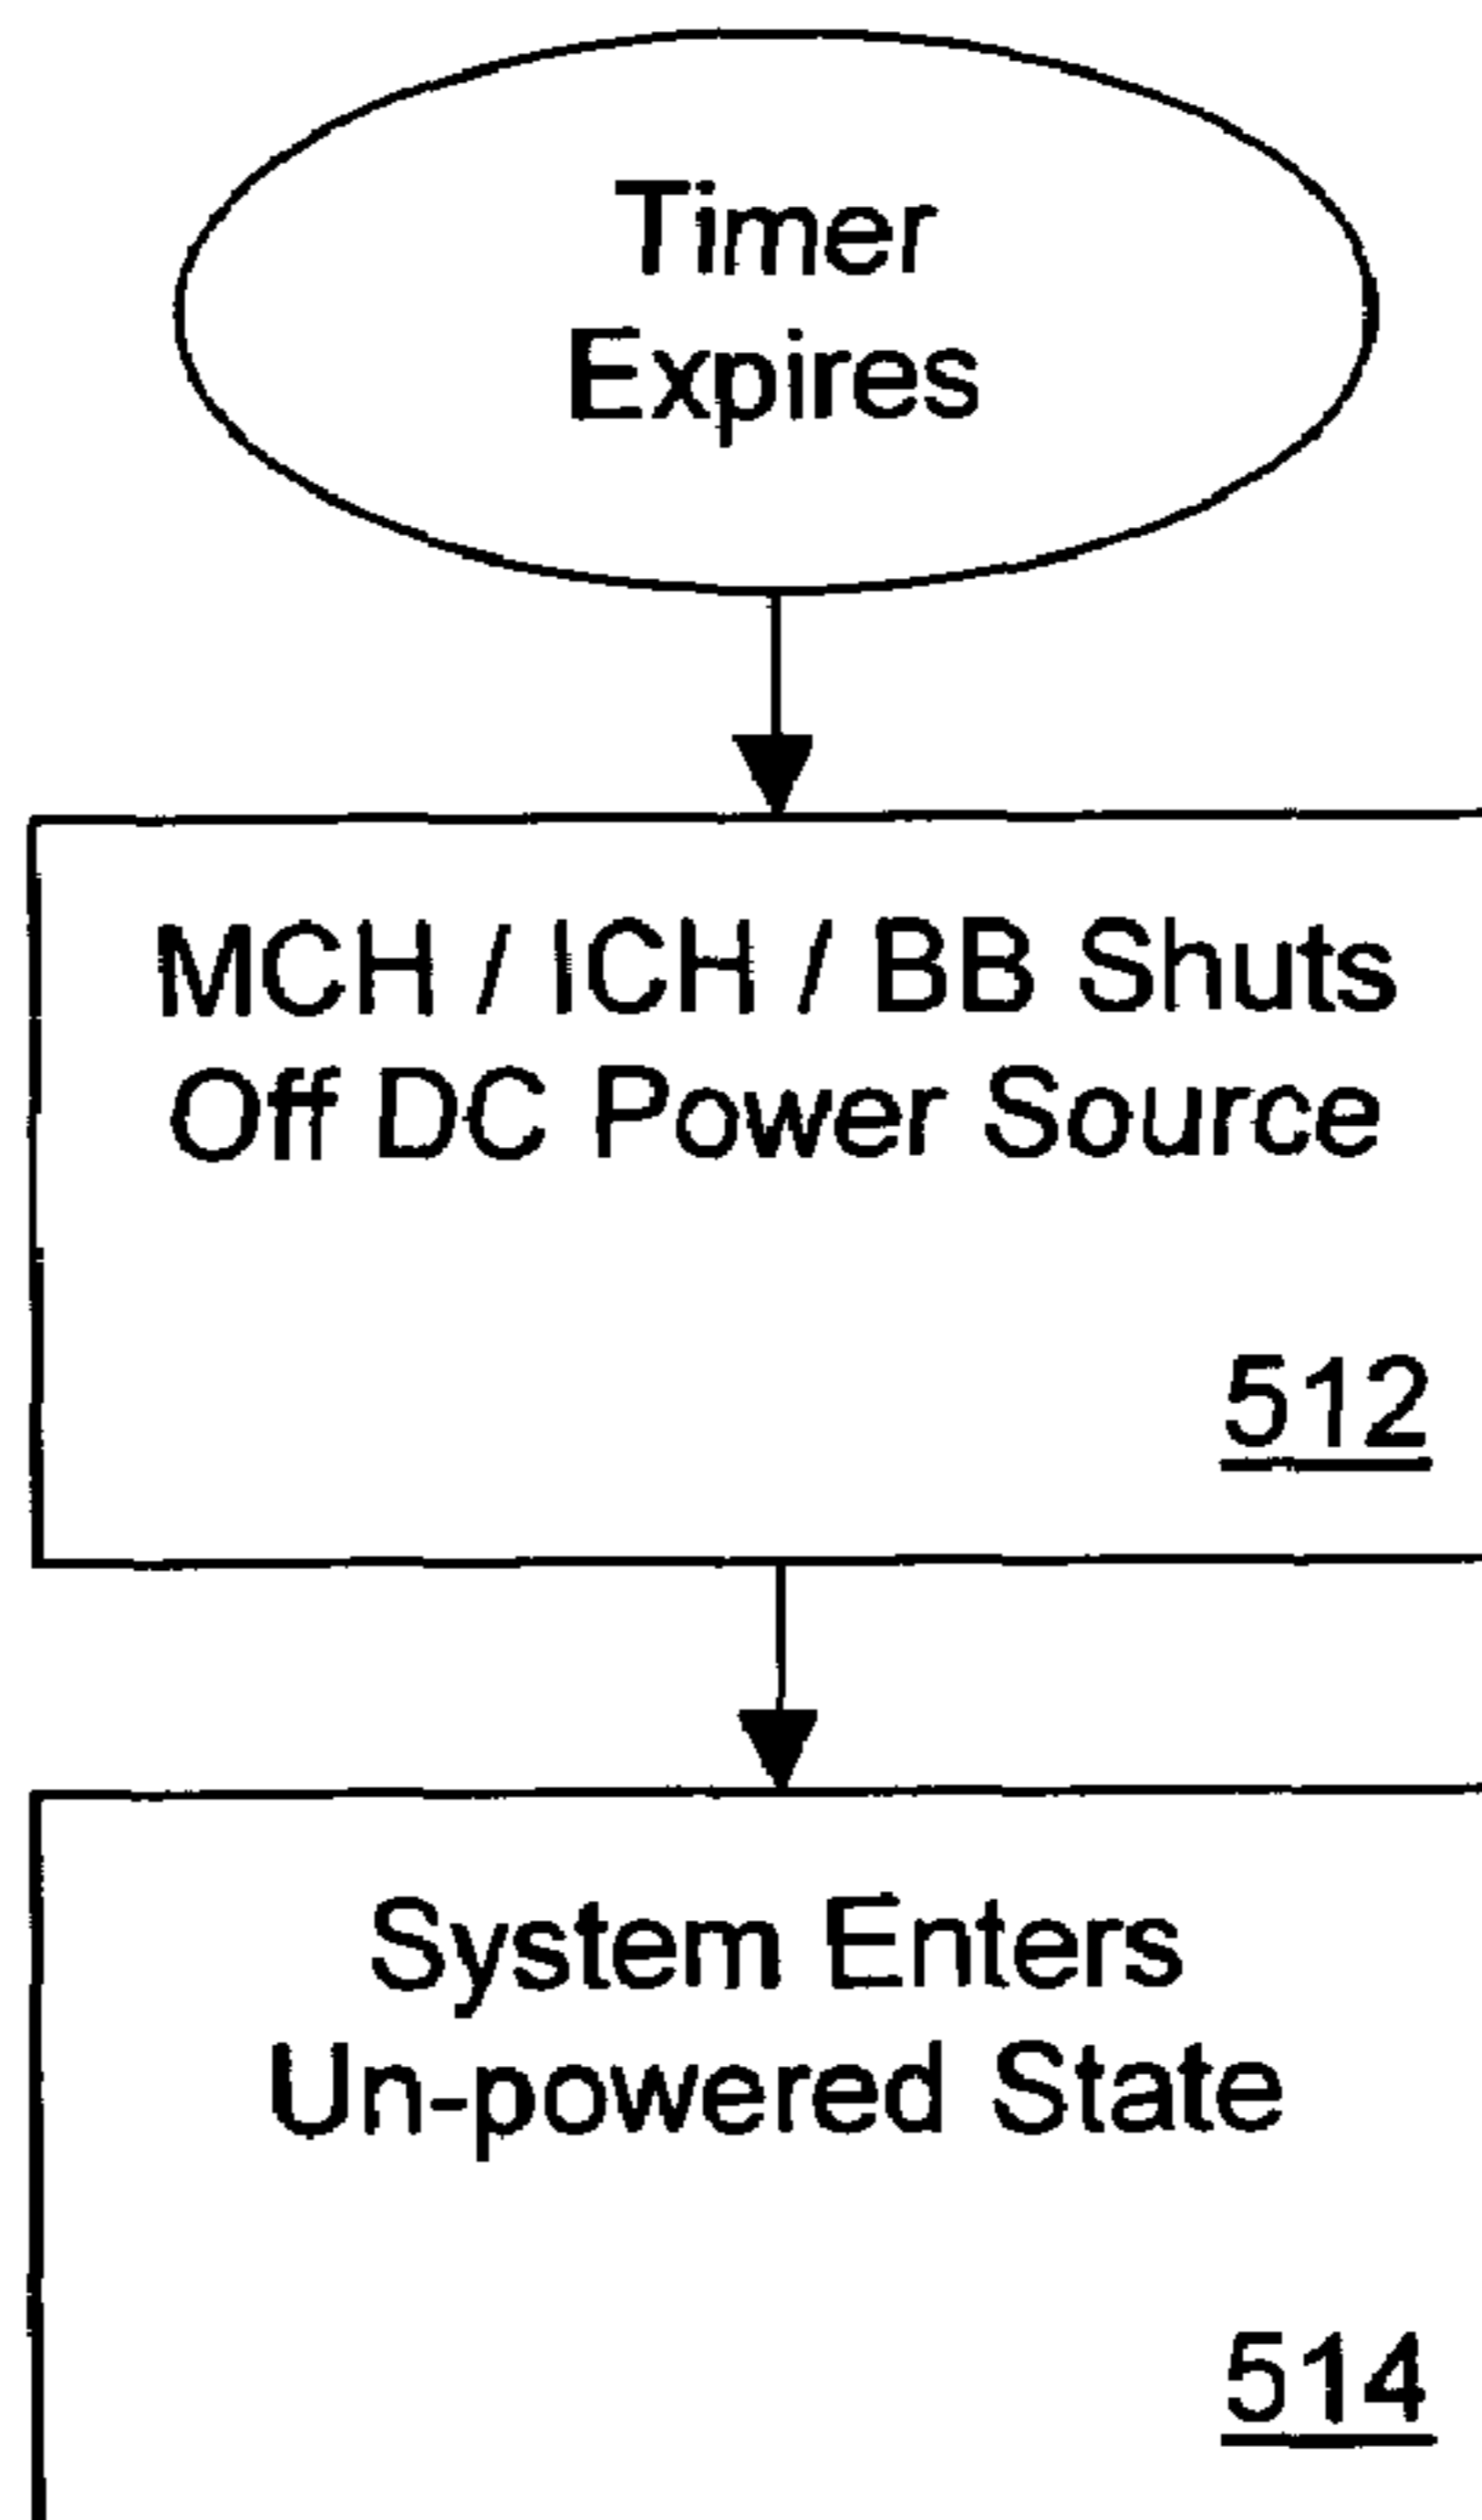 Timer
Expires
MCH / ICH / BB Shuts
Off DC Power Source
512
System Enters
Un-powered State
514